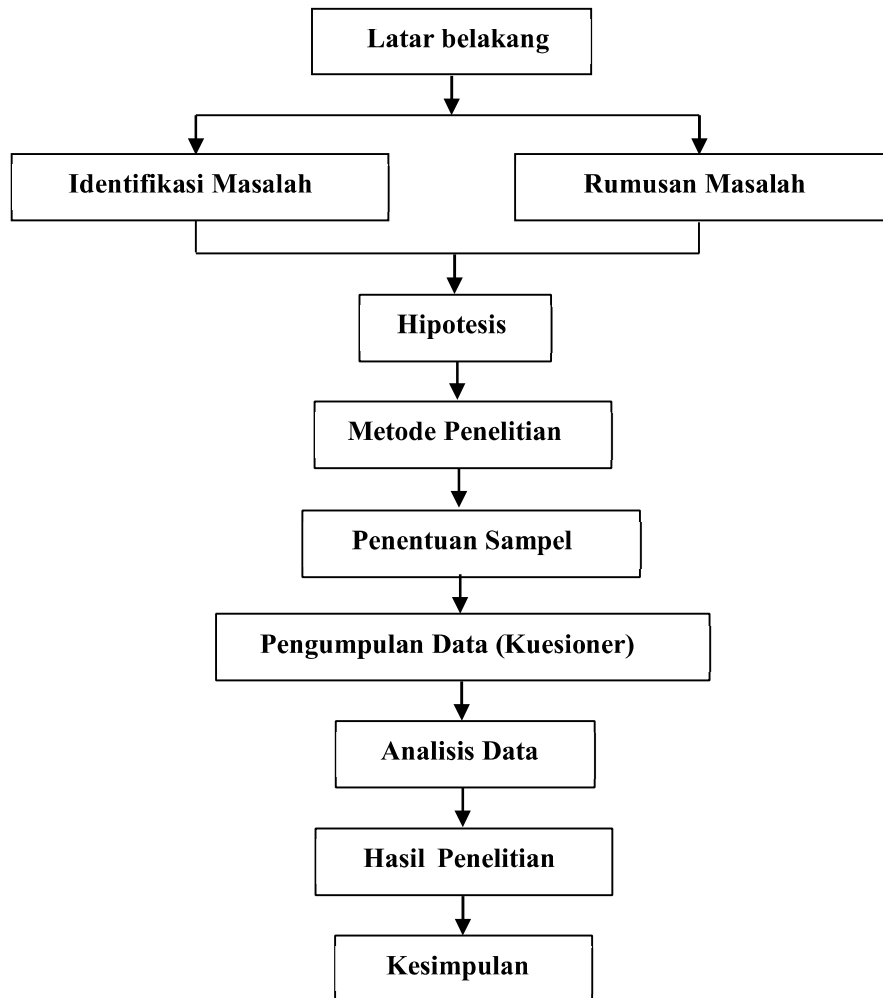 Latar belakang
Identifikasi Masalah
Rumusan Masalah
Hipotesis
Metode Penelitian
Penentuan Sampel
Pengumpulan Data (Kuesioner)
Analisis Data
Hasil Penelitian
Kesimpulan